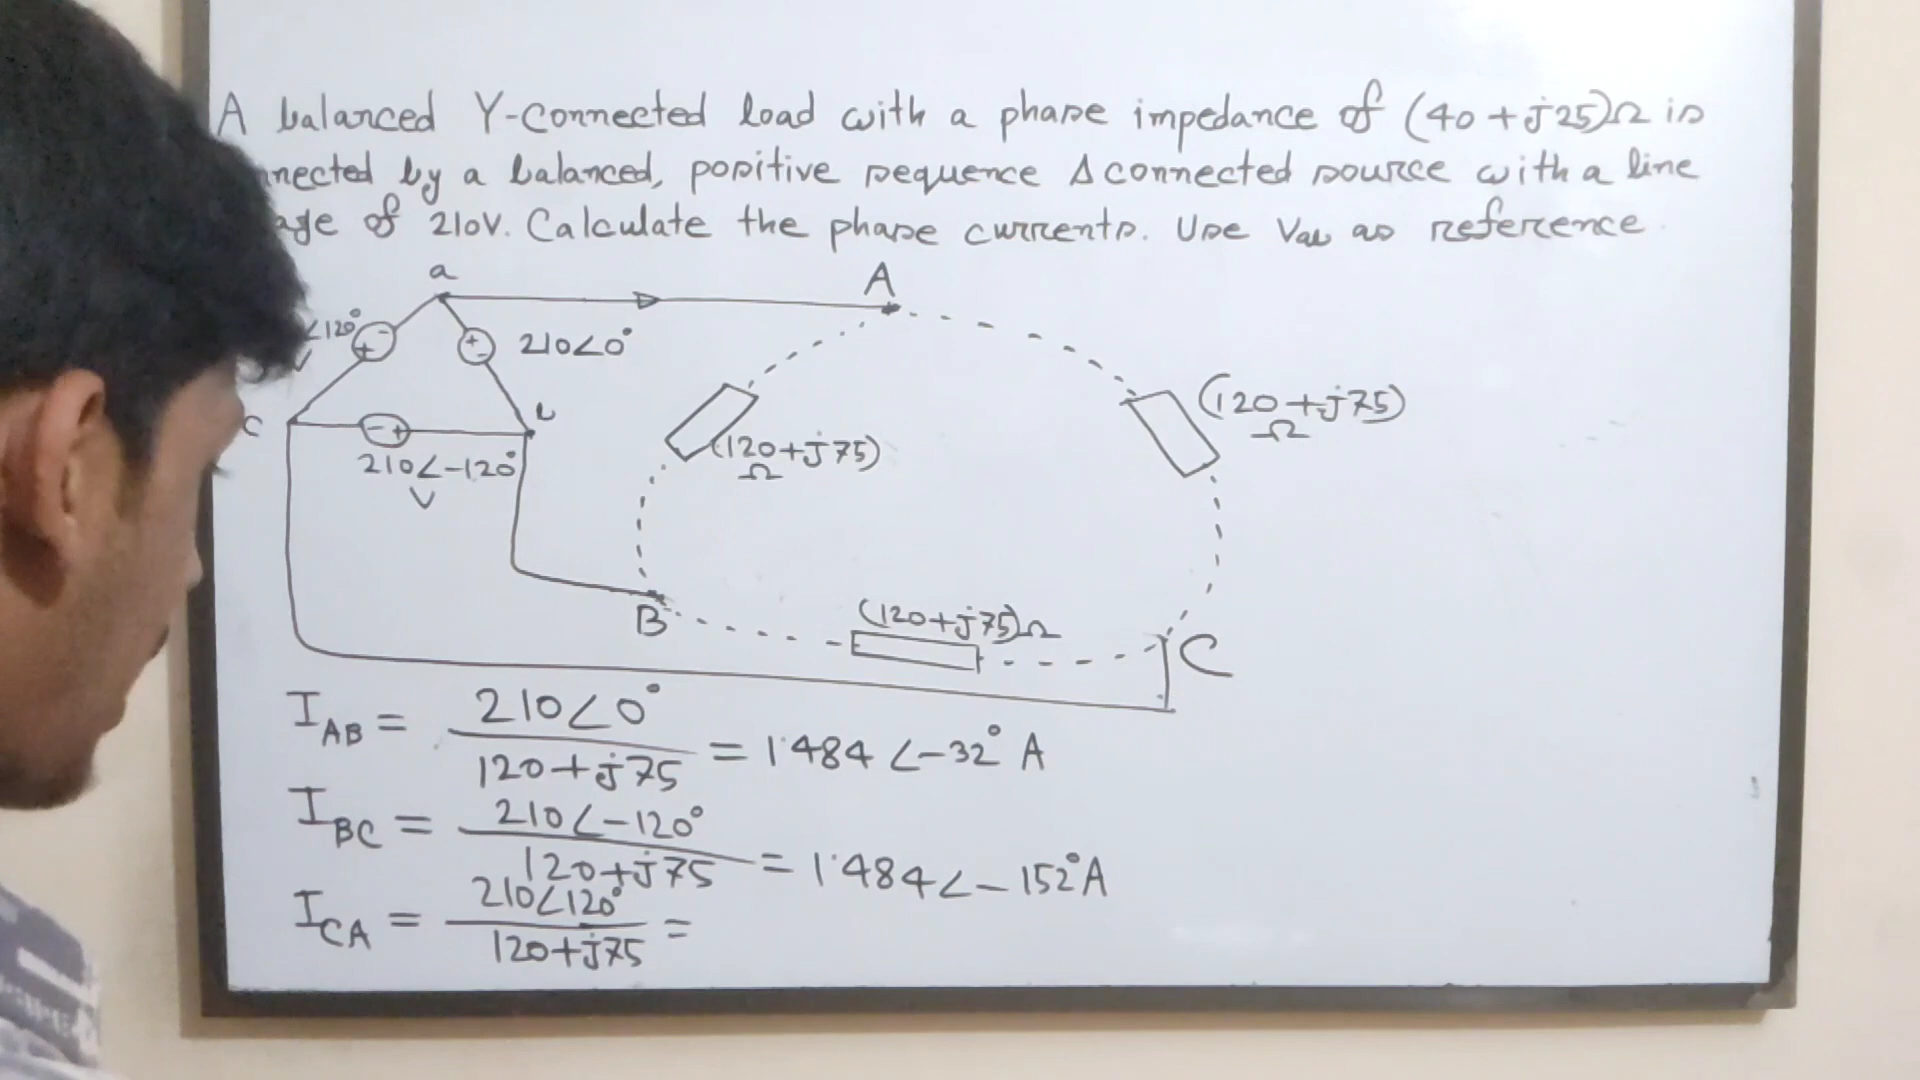 A balanced Y-connected load with a phase impedance of (40+j25)Ω is
nected by a balanced, positive sequence Δ connected source with a line
age of 210V. Calculate the phase currents. Use Vab as reference.
a
A
∠120°
+ -
+ -
210∠0°
V
(120+j75)
Ω
c
b
- +
(120+j75)
Ω
210∠-120°
V
B
(120+j75)Ω
C
I_AB = 210∠0° / 120+j75 = 1.484∠-32° A
I_BC = 210∠-120° / 120+j75 = 1.484∠-152° A
I_CA = 210∠120° / 120+j75 =